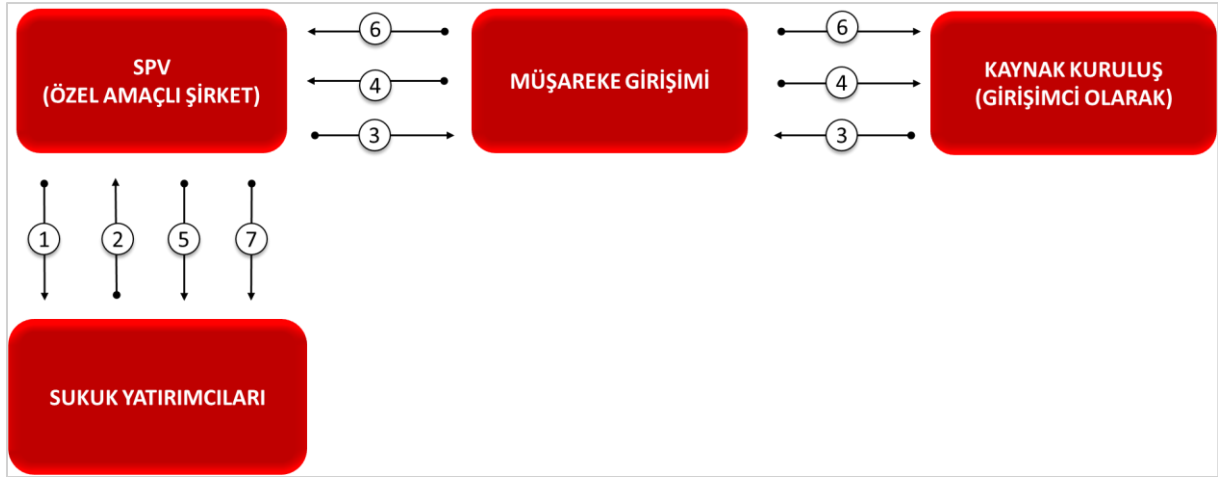 SPV
(ÖZEL AMAÇLI ŞİRKET)
6
4
3
MÜŞAREKE GİRİŞİMİ
6
4
3
KAYNAK KURULUŞ
(GİRİŞİMCİ OLARAK)
1
2
5
7
SUKUK YATIRIMCILARI